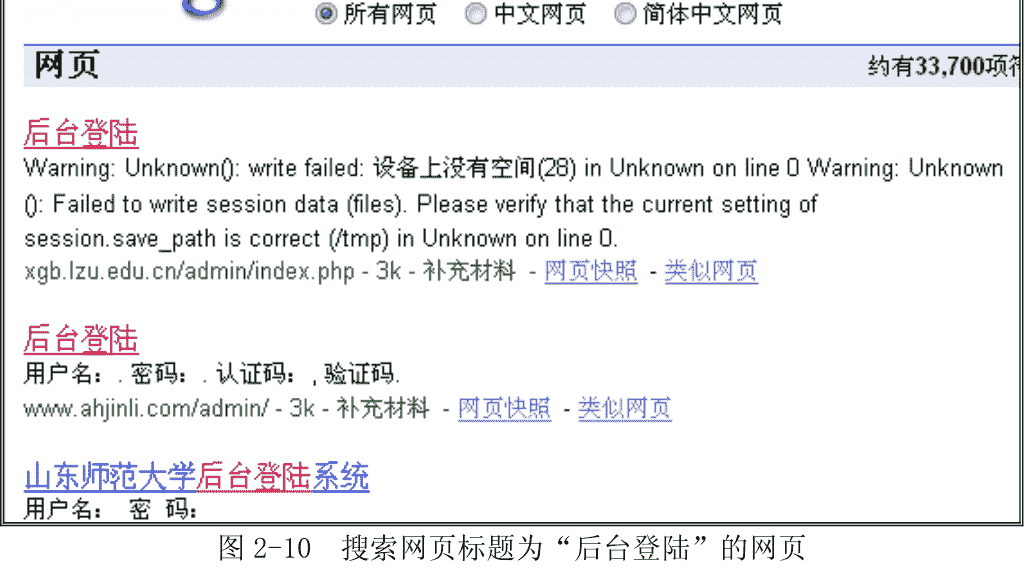 所有网页 中文网页 简体中文网页
网页 约有33,700项符
后台登陆
Warning: Unknown(): write failed: 设备上没有空间(28) in Unknown on line 0 Warning: Unknown
(): Failed to write session data (files). Please verify that the current setting of
session.save_path is correct (/tmp) in Unknown on line 0.
xgb.lzu.edu.cn/admin/index.php - 3k - 补充材料 - 网页快照 - 类似网页
后台登陆
用户名：. 密码：. 认证码：, 验证码.
www.ahjinli.com/admin/ - 3k - 补充材料 - 网页快照 - 类似网页
山东师范大学后台登陆系统
用户名： 密 码：
图 2-10 搜索网页标题为“后台登陆”的网页